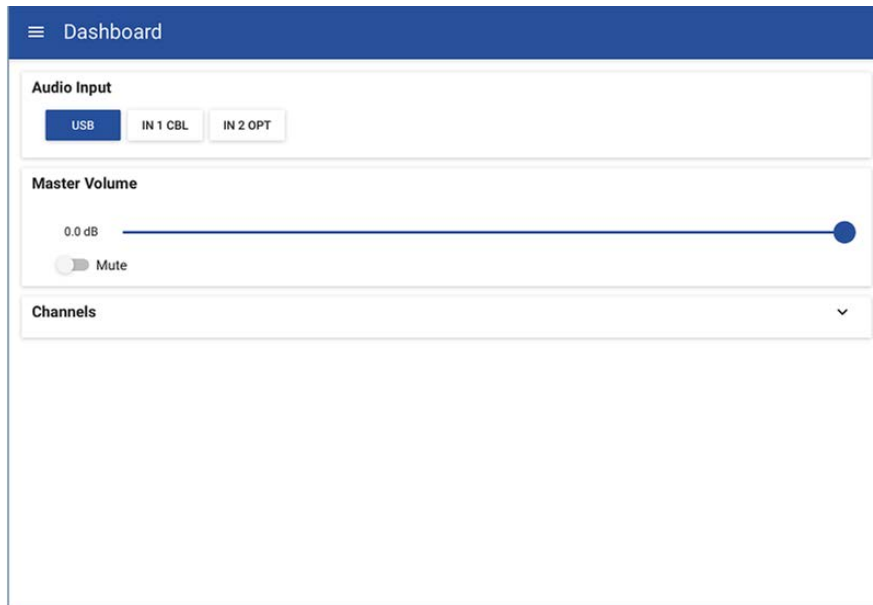 Dashboard
Audio Input
USB IN 1 CBL IN 2 OPT
Master Volume
0.0 dB
Mute
Channels